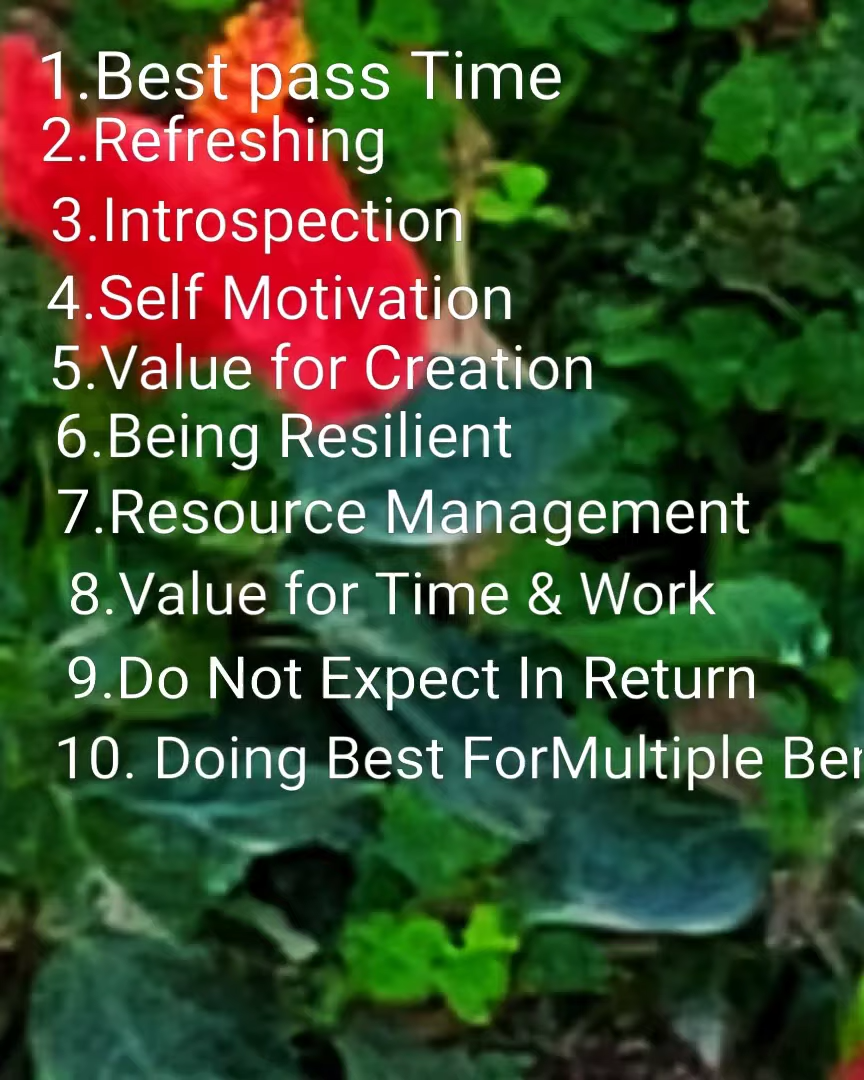 1.Best pass Time
2.Refreshing
3.Introspection
4.Self Motivation
5.Value for Creation
6.Being Resilient
7.Resource Management
8.Value for Time & Work
9.Do Not Expect In Return
10. Doing Best ForMultiple